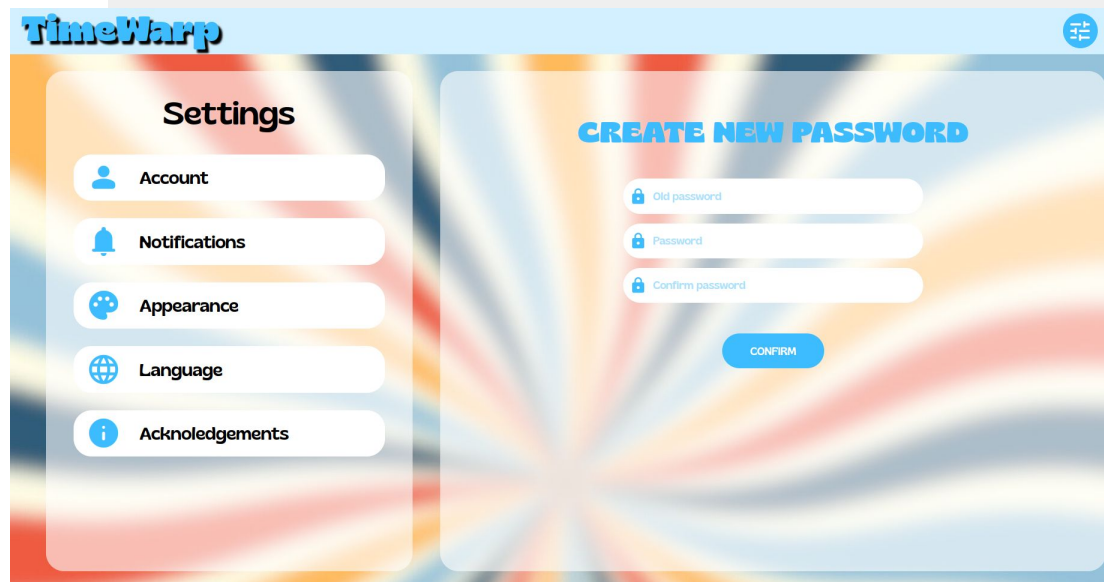 TimeWarp
Settings
Account
Notifications
Appearance
Language
Acknoledgements
CREATE NEW PASSWORD
Old password
Password
Confirm password
CONFIRM